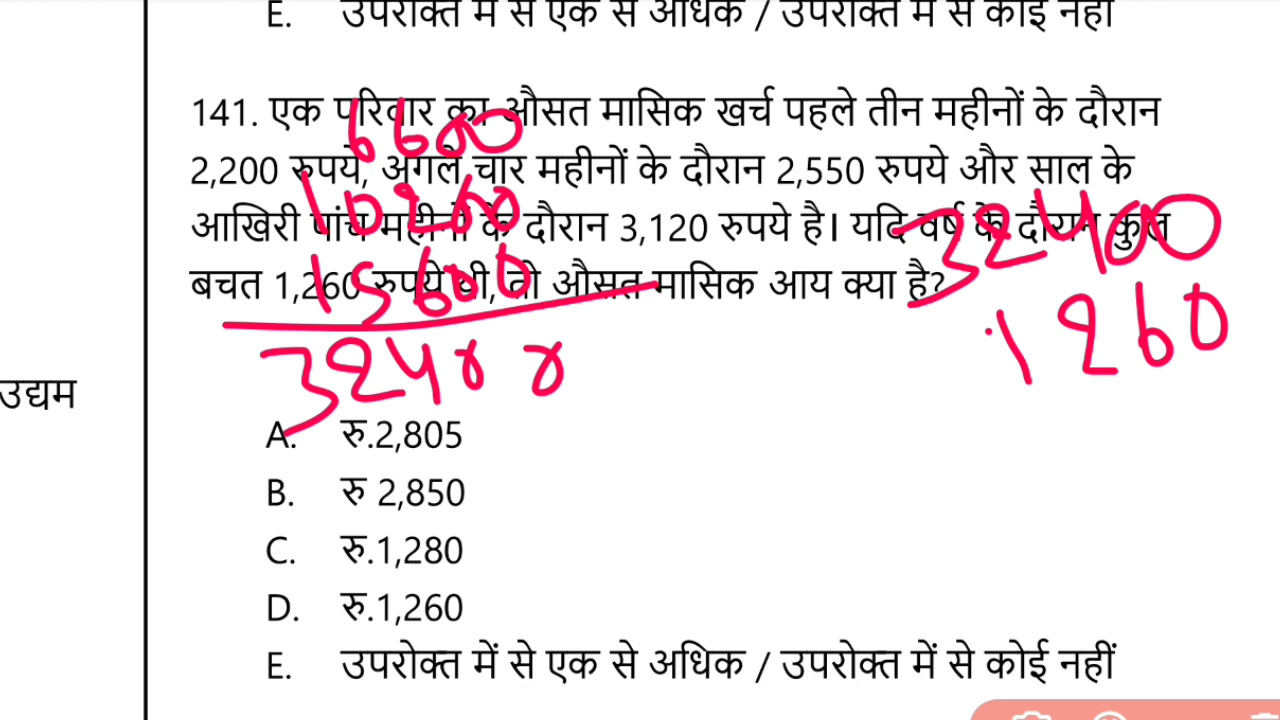 E. उपरोक्त में से एक से अधिक / उपरोक्त में से कोई नहीं
141. एक परिवार का औसत मासिक खर्च पहले तीन महीनों के दौरान
2,200 रुपये, अगले चार महीनों के दौरान 2,550 रुपये और साल के
आखिरी पांच महीनों के दौरान 3,120 रुपये है। यदि वर्ष के दौरान कुल
बचत 1,260 रुपये थी, तो औसत मासिक आय क्या है?
6600
10200
15600
32400
32400
1260
उद्यम
A. रु.2,805
B. रु 2,850
C. रु.1,280
D. रु.1,260
E. उपरोक्त में से एक से अधिक / उपरोक्त में से कोई नहीं